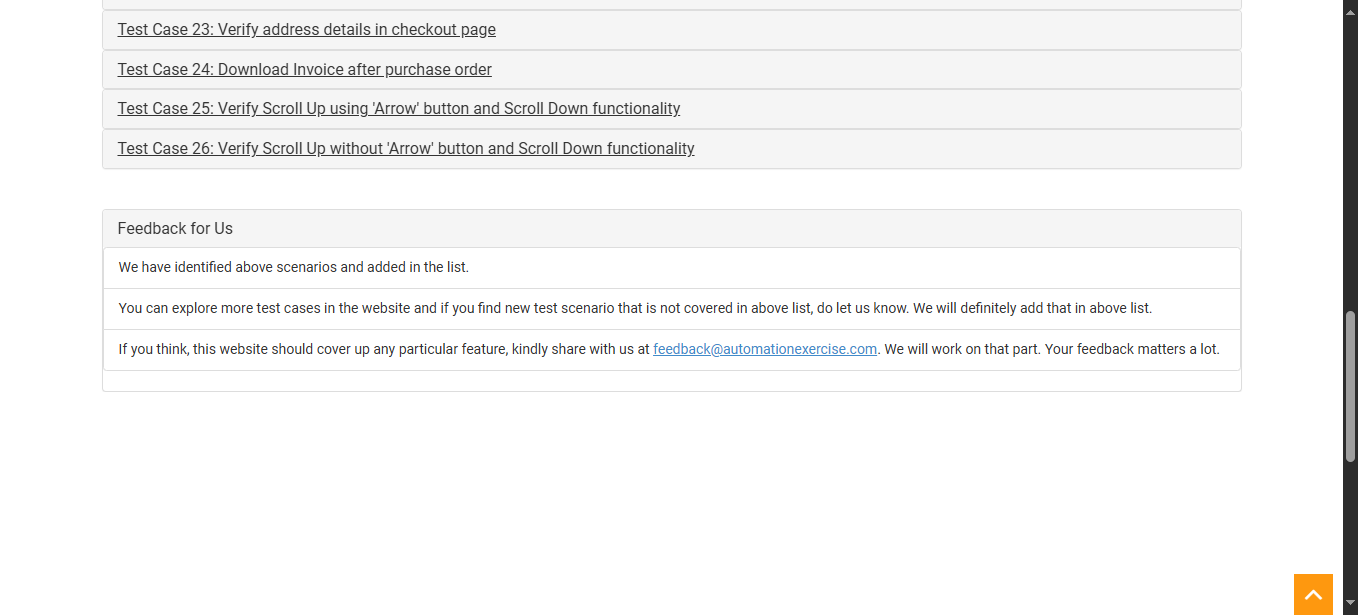 Test Case 23: Verify address details in checkout page
Test Case 24: Download Invoice after purchase order
Test Case 25: Verify Scroll Up using 'Arrow' button and Scroll Down functionality
Test Case 26: Verify Scroll Up without 'Arrow' button and Scroll Down functionality
Feedback for Us
We have identified above scenarios and added in the list.
You can explore more test cases in the website and if you find new test scenario that is not covered in above list, do let us know. We will definitely add that in above list.
If you think, this website should cover up any particular feature, kindly share with us at feedback@automationexercise.com. We will work on that part. Your feedback matters a lot.